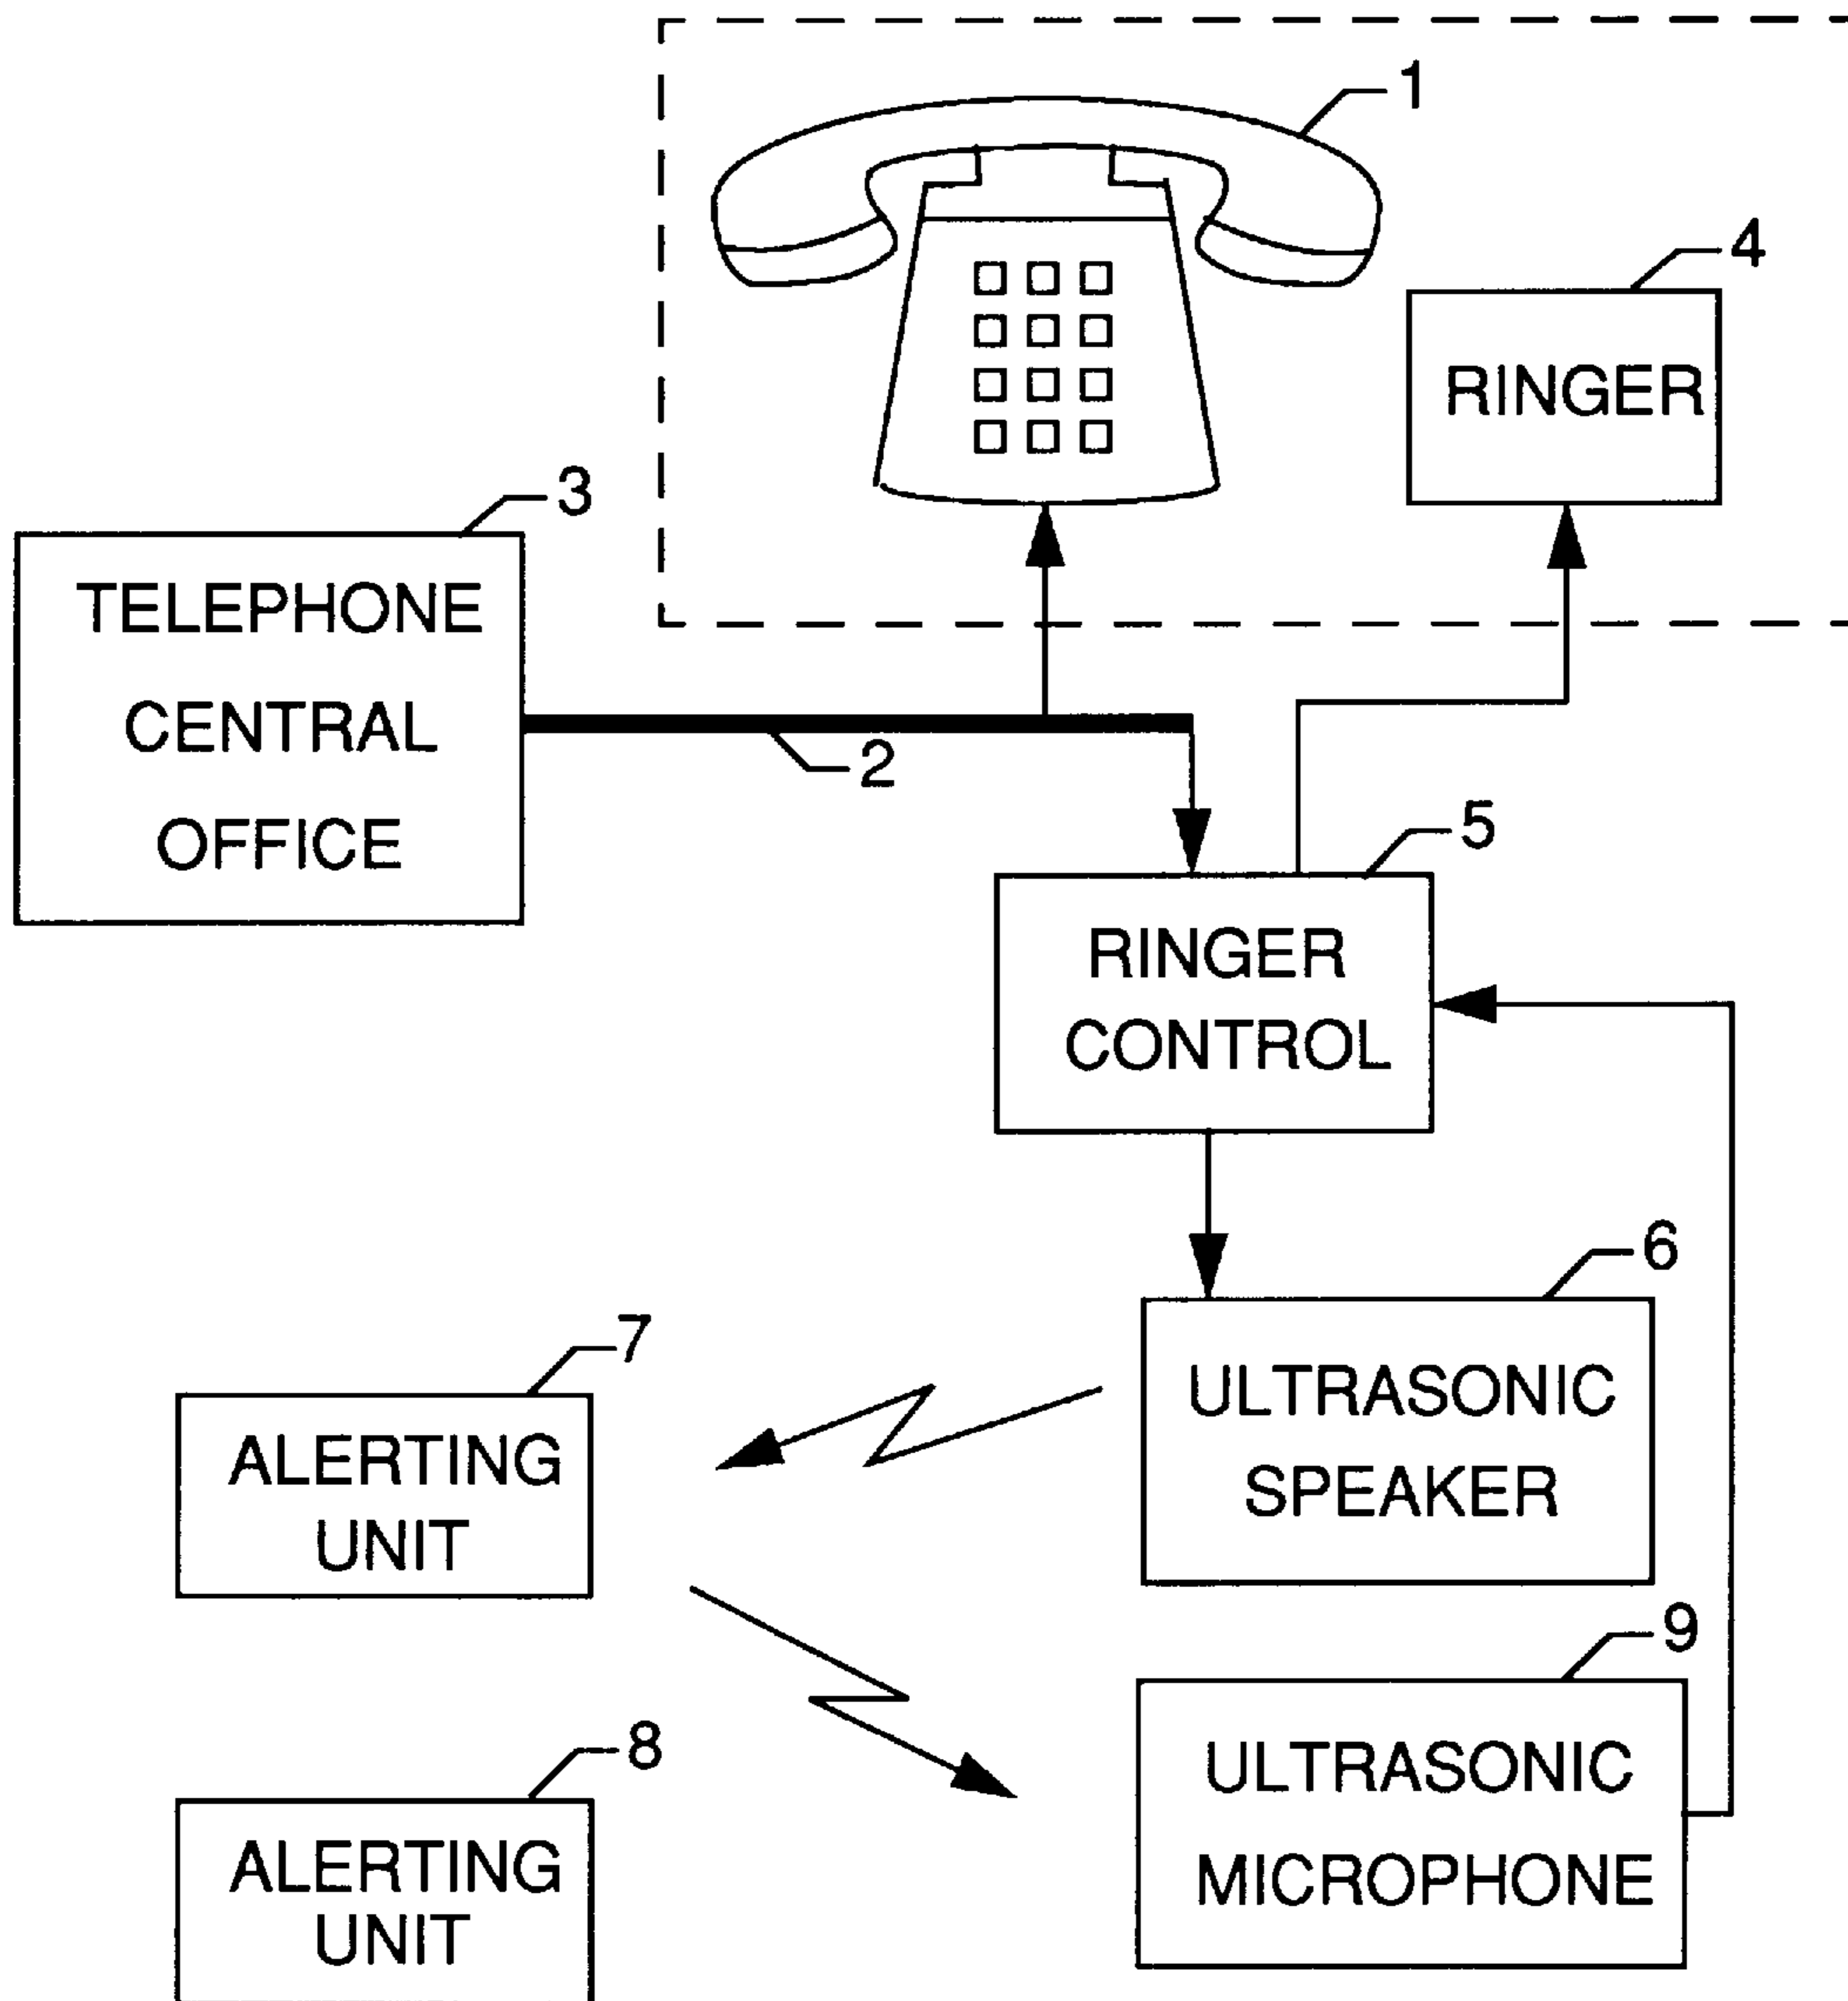 1
4
RINGER
3
TELEPHONE
CENTRAL
OFFICE
2
5
RINGER
CONTROL
6
ULTRASONIC
SPEAKER
7
ALERTING
UNIT
9
ULTRASONIC
MICROPHONE
8
ALERTING
UNIT